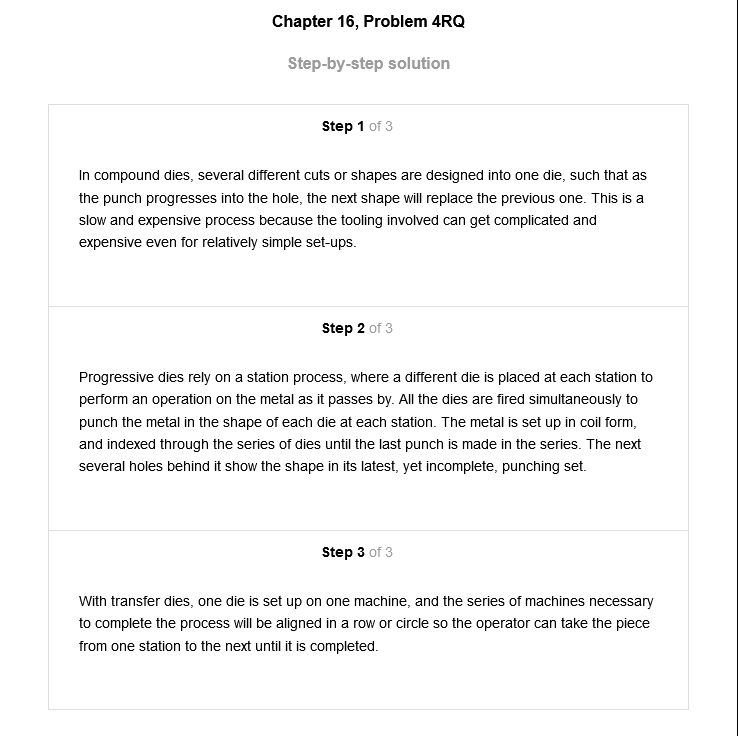 Chapter 16, Problem 4RQ
Step-by-step solution
Step 1 of 3
In compound dies, several different cuts or shapes are designed into one die, such that as
the punch progresses into the hole, the next shape will replace the previous one. This is a
slow and expensive process because the tooling involved can get complicated and
expensive even for relatively simple set-ups.
Step 2 of 3
Progressive dies rely on a station process, where a different die is placed at each station to
perform an operation on the metal as it passes by. All the dies are fired simultaneously to
punch the metal in the shape of each die at each station. The metal is set up in coil form,
and indexed through the series of dies until the last punch is made in the series. The next
several holes behind it show the shape in its latest, yet incomplete, punching set.
Step 3 of 3
With transfer dies, one die is set up on one machine, and the series of machines necessary
to complete the process will be aligned in a row or circle so the operator can take the piece
from one station to the next until it is completed.